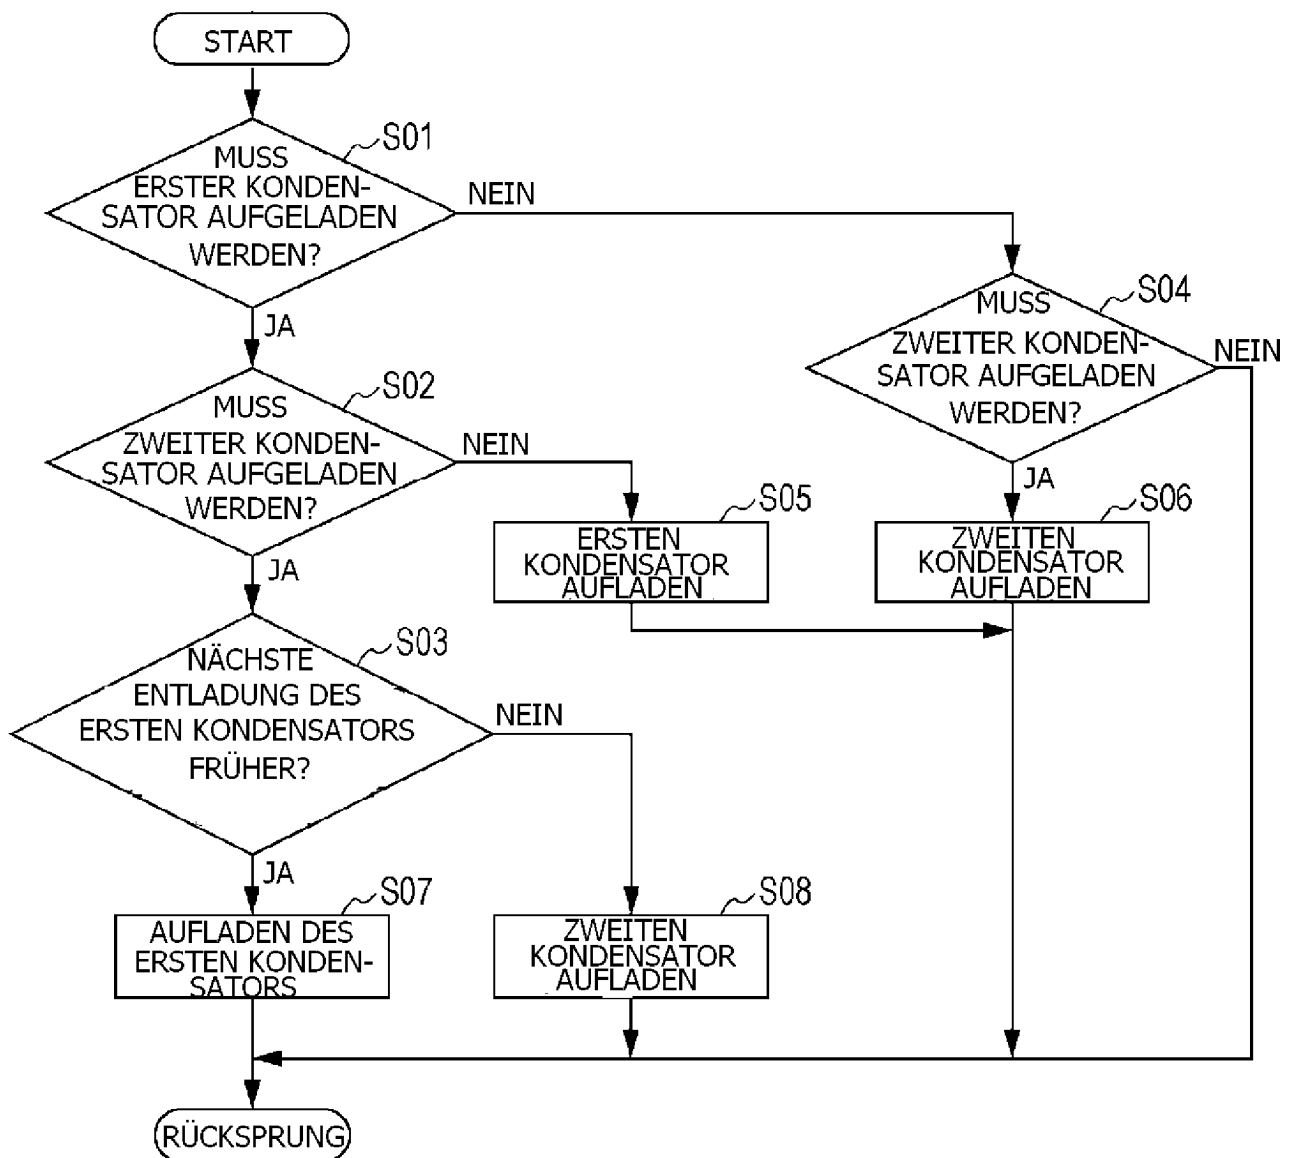 START
S01
MUSS
ERSTER KONDEN-
SATOR AUFGELADEN
WERDEN?
NEIN
JA
S04
MUSS
ZWEITER KONDEN-
SATOR AUFGELADEN
WERDEN?
NEIN
JA
S02
MUSS
ZWEITER KONDEN-
SATOR AUFGELADEN
WERDEN?
NEIN
JA
S05
ERSTEN
KONDENSATOR
AUFLADEN
S06
ZWEITEN
KONDENSATOR
AUFLADEN
S03
NÄCHSTE
ENTLADUNG DES
ERSTEN KONDENSATORS
FRÜHER?
NEIN
JA
S07
AUFLADEN DES
ERSTEN KONDEN-
SATORS
S08
ZWEITEN
KONDENSATOR
AUFLADEN
RÜCKSPRUNG